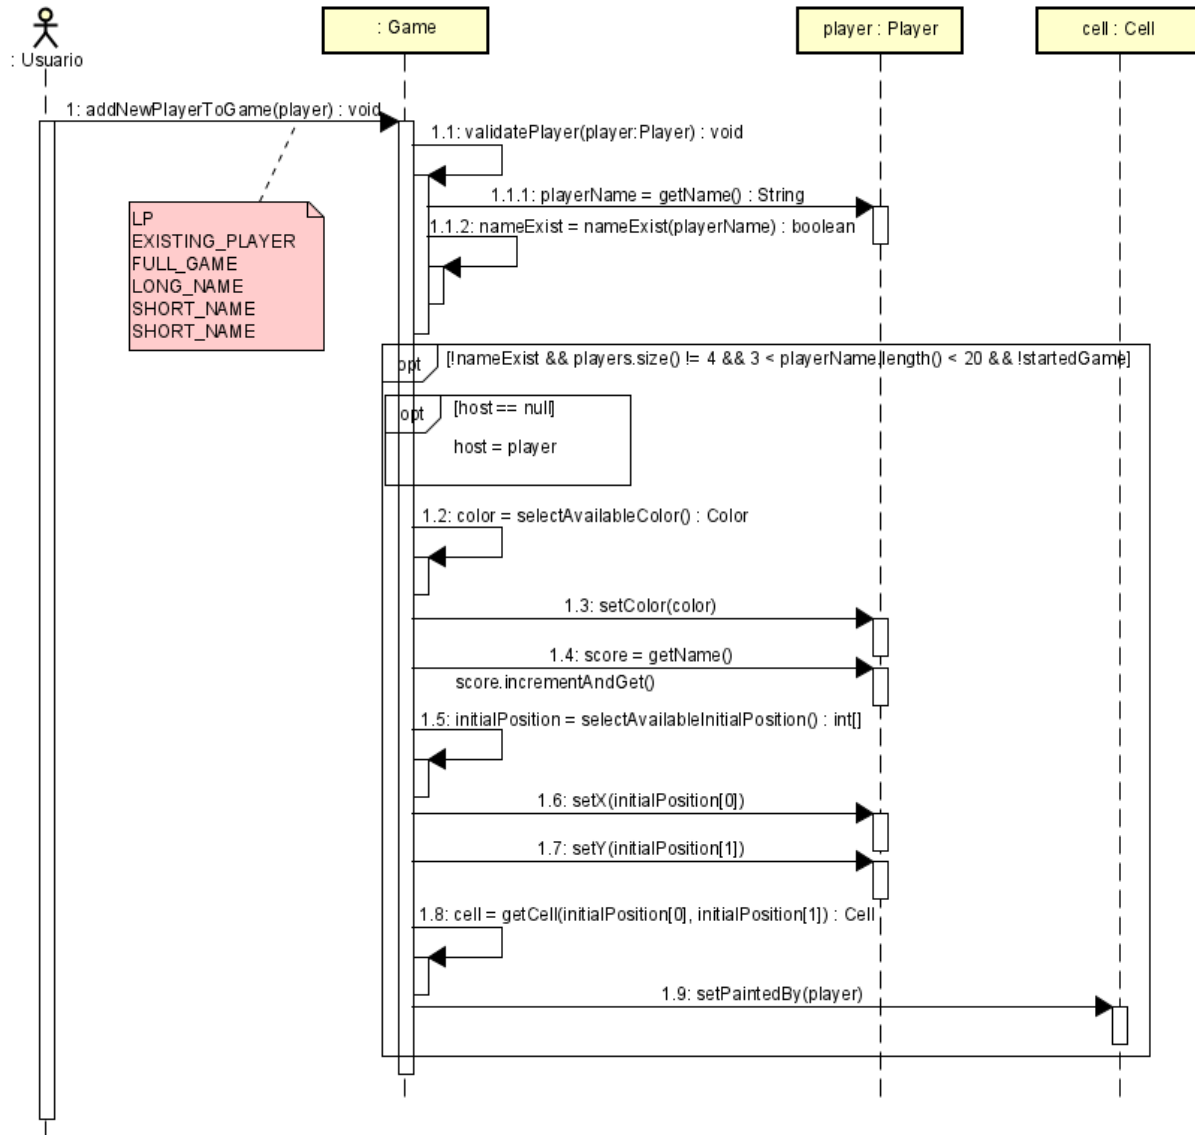 : Game
player : Player
cell : Cell
: Usuario
1: addNewPlayerToGame(player) : void
1.1: validatePlayer(player:Player) : void
1.1.1: playerName = getName() : String
1.1.2: nameExist = nameExist(playerName) : boolean
LP
EXISTING_PLAYER
FULL_GAME
LONG_NAME
SHORT_NAME
SHORT_NAME
opt [!nameExist && players.size() != 4 && 3 < playerName.length() < 20 && !startedGame]
opt [host == null]
host = player
1.2: color = selectAvailableColor() : Color
1.3: setColor(color)
1.4: score = getName()
score.incrementAndGet()
1.5: initialPosition = selectAvailableInitialPosition() : int[]
1.6: setX(initialPosition[0])
1.7: setY(initialPosition[1])
1.8: cell = getCell(initialPosition[0], initialPosition[1]) : Cell
1.9: setPaintedBy(player)